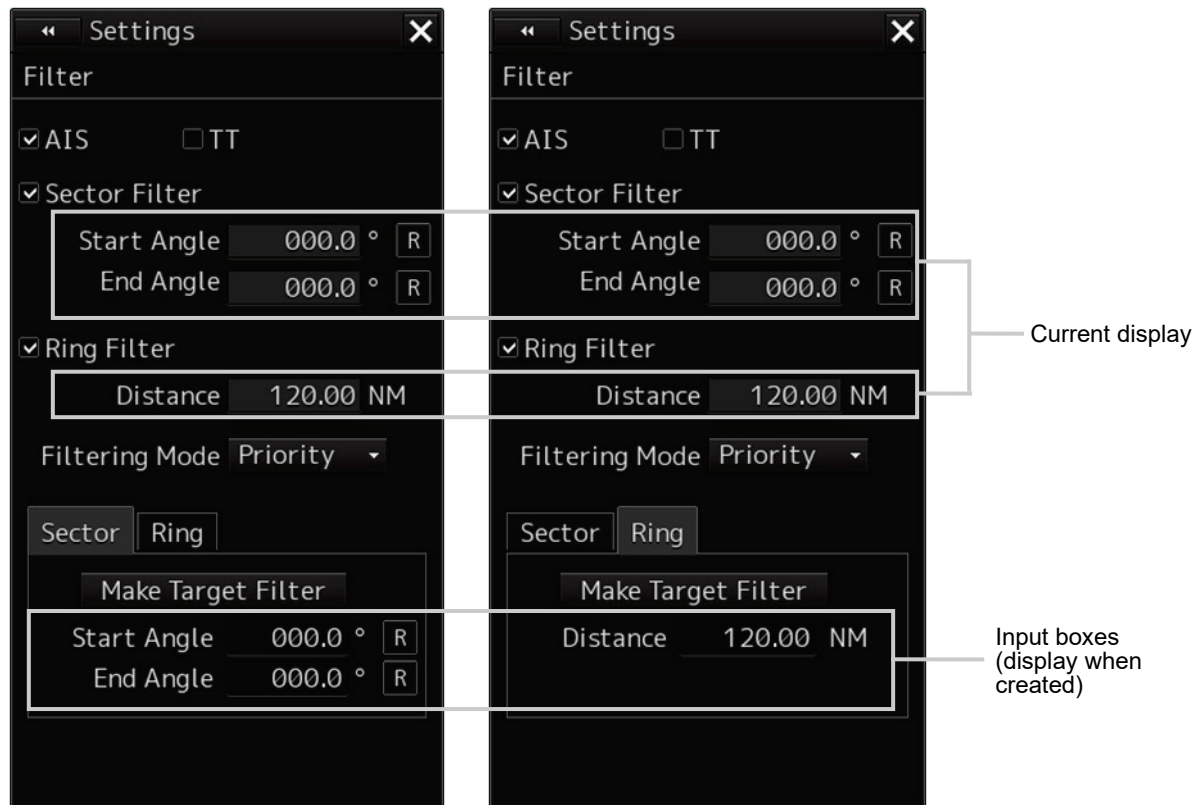 Settings
Filter
AIS TT
Sector Filter
Start Angle 000.0 ° R
End Angle 000.0 ° R
Ring Filter
Distance 120.00 NM
Filtering Mode Priority
Sector Ring
Make Target Filter
Start Angle 000.0 ° R
End Angle 000.0 ° R
Settings
Filter
AIS TT
Sector Filter
Start Angle 000.0 ° R
End Angle 000.0 ° R
Ring Filter
Distance 120.00 NM
Filtering Mode Priority
Sector Ring
Make Target Filter
Distance 120.00 NM
Current display
Input boxes
(display when
created)